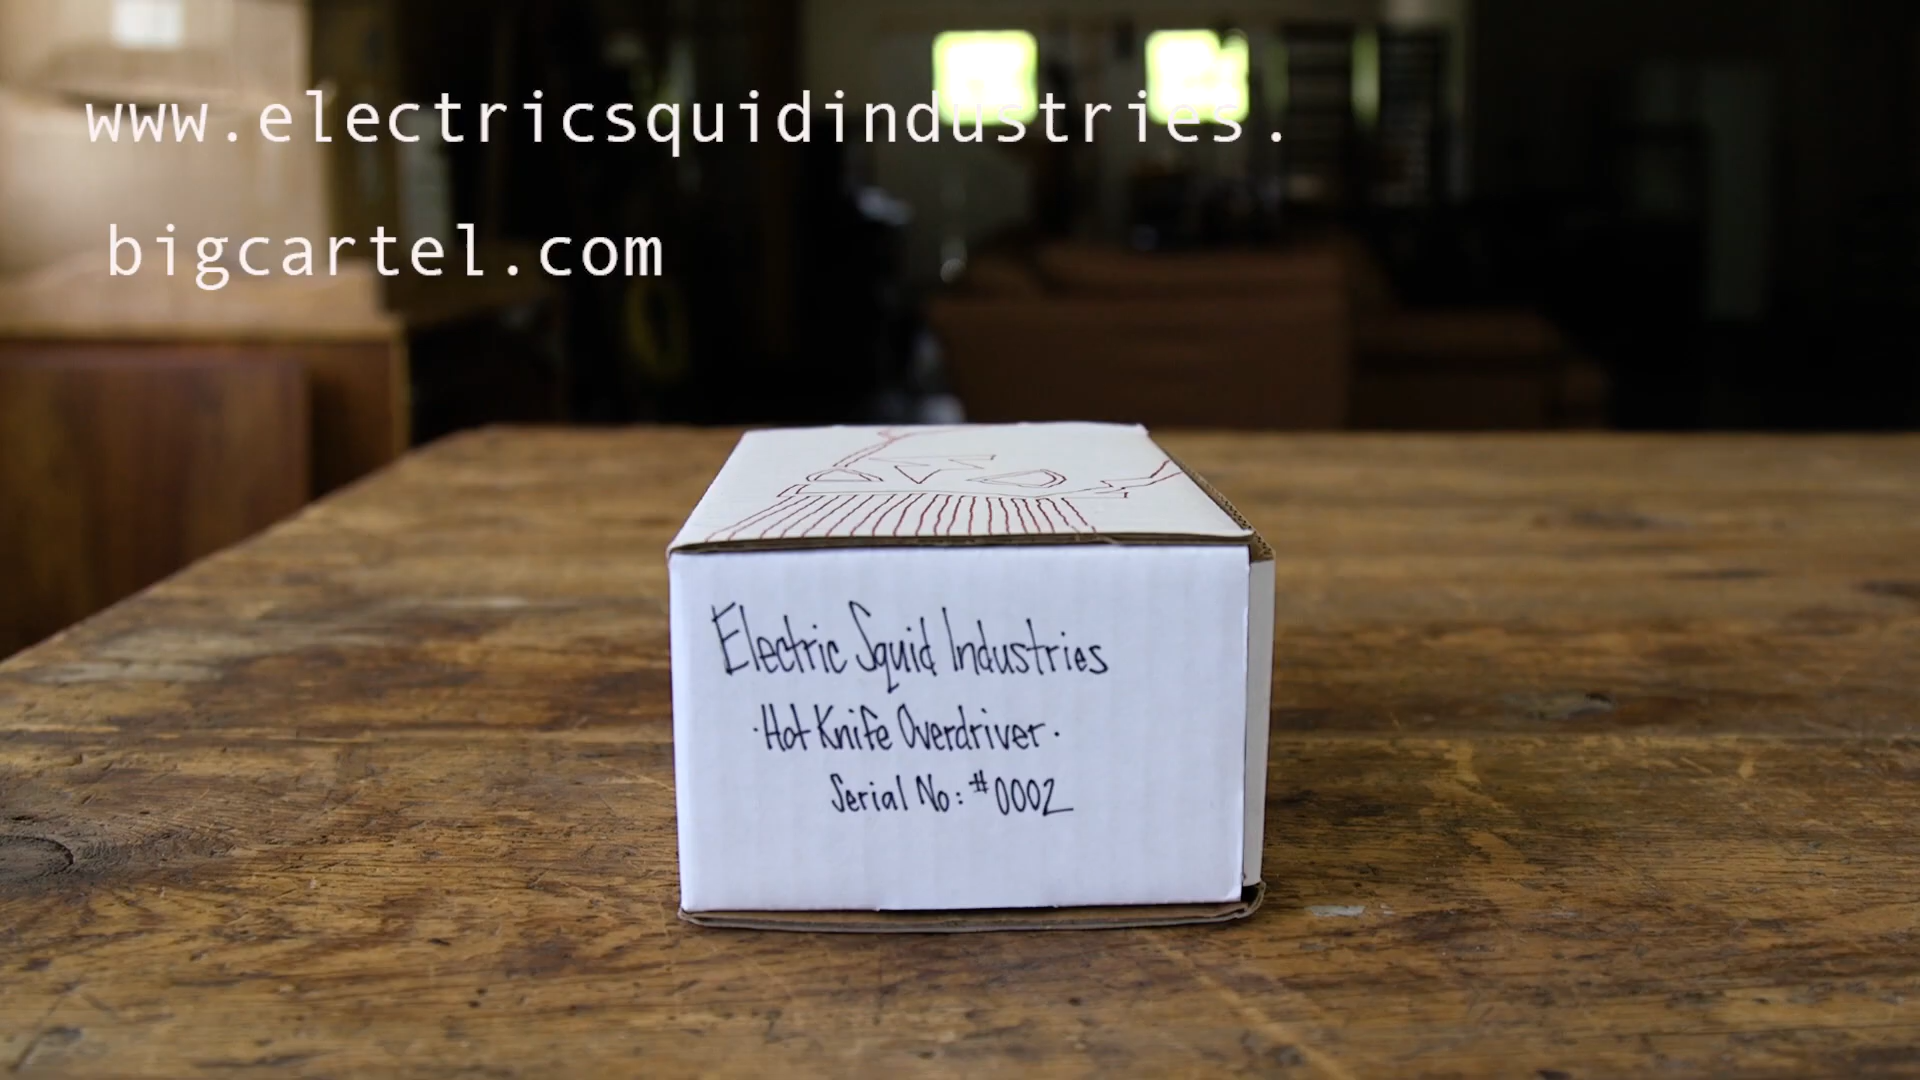 www.electricsquidindustries.
bigcartel.com
Electric Squid Industries
·Hot Knife Overdriver·
Serial No: #0002